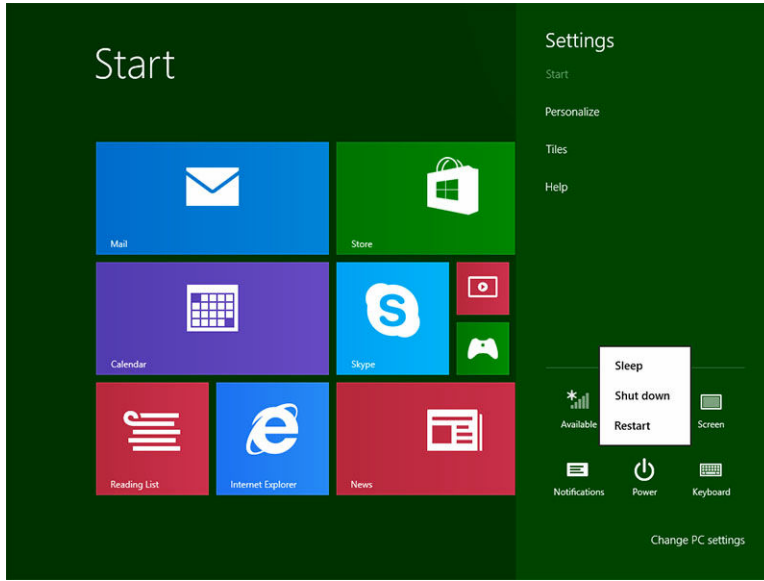 Start
Mail
Store
Calendar
Skype
Reading List
Internet Explorer
News
Settings
Start
Personalize
Tiles
Help
Sleep
Shut down
Restart
Available
Screen
Notifications
Power
Keyboard
Change PC settings